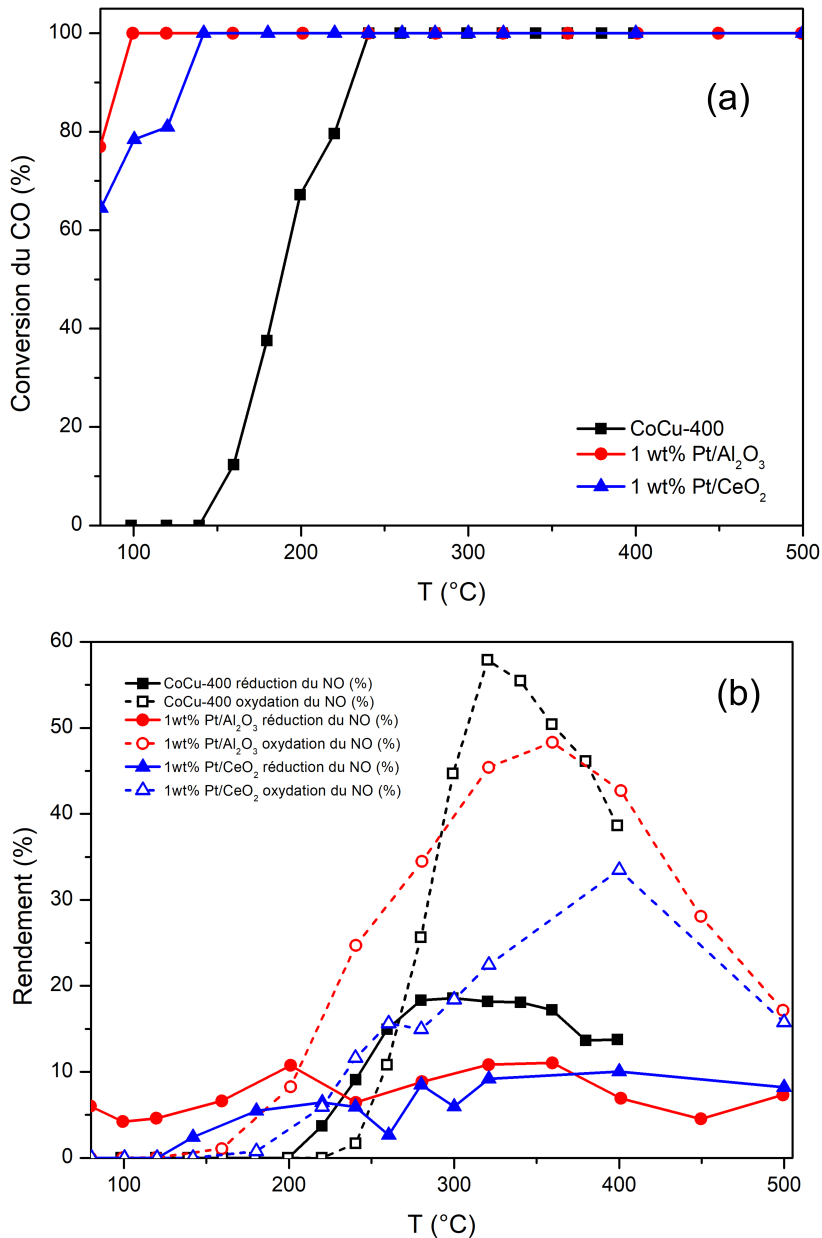 100
80
60
40
20
0
Conversion du CO (%)
(a)
CoCu-400
1 wt% Pt/Al₂O₃
1 wt% Pt/CeO₂
100 200 300 400 500
T (°C)
60
50
40
30
20
10
0
Rendement (%)
(b)
CoCu-400 réduction du NO (%)
CoCu-400 oxydation du NO (%)
1wt% Pt/Al₂O₃ réduction du NO (%)
1wt% Pt/Al₂O₃ oxydation du NO (%)
1wt% Pt/CeO₂ réduction du NO (%)
1wt% Pt/CeO₂ oxydation du NO (%)
100 200 300 400 500
T (°C)